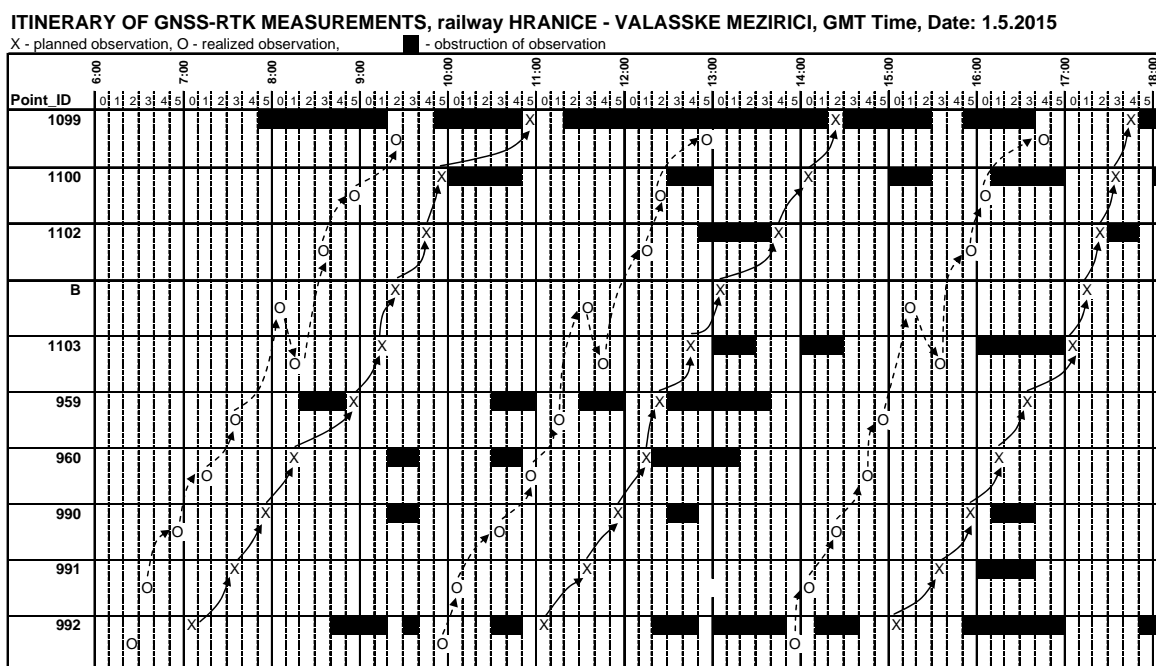 ITINERARY OF GNSS-RTK MEASUREMENTS, railway HRANICE - VALASSKE MEZIRICI, GMT Time, Date: 1.5.2015
X - planned observation, O - realized observation, - obstruction of observation
6:00 7:00 8:00 9:00 10:00 11:00 12:00 13:00 14:00 15:00 16:00 17:00 18:00
Point_ID 0 1 2 3 4 5 0 1 2 3 4 5 0 1 2 3 4 5 0 1 2 3 4 5 0 1 2 3 4 5 0 1 2 3 4 5 0 1 2 3 4 5 0 1 2 3 4 5 0 1 2 3 4 5 0 1 2 3 4 5 0 1 2 3 4 5 0 1 2 3 4 5 0
1099 X X X
O O O
1100 X X X
O O O
1102 X X X
O O O
B X X X
O O O
1103 X X X
O O O
959 X X X
O O O
960 X X X
O O O
990 X X X
O O O
991 X X X
O O O
992 X X X
O O O